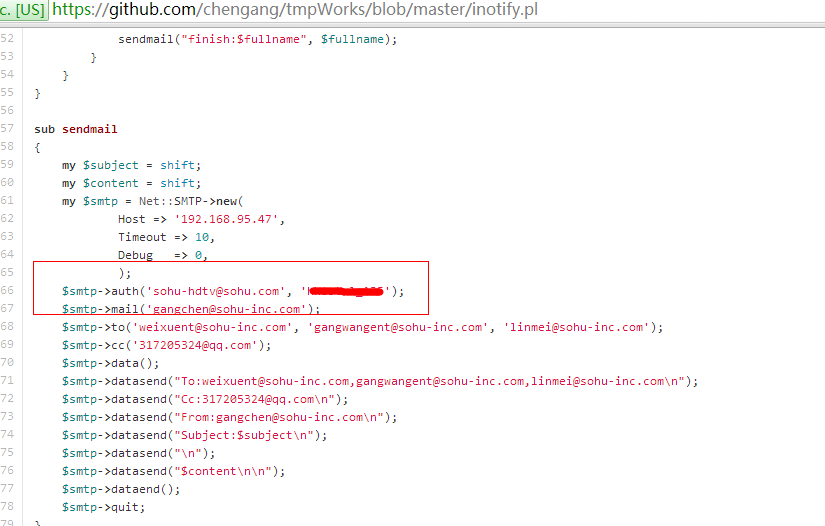 c. [US] https://github.com/chengang/tmpWorks/blob/master/inotify.pl
52 sendmail("finish:$fullname", $fullname);
53 }
54 }
55 }
56
57 sub sendmail
58 {
59 my $subject = shift;
60 my $content = shift;
61 my $smtp = Net::SMTP->new(
62 Host => '192.168.95.47',
63 Timeout => 10,
64 Debug => 0,
65 );
66 $smtp->auth('sohu-hdtv@sohu.com', '');
67 $smtp->mail('gangchen@sohu-inc.com');
68 $smtp->to('weixuent@sohu-inc.com', 'gangwangent@sohu-inc.com', 'linmei@sohu-inc.com');
69 $smtp->cc('317205324@qq.com');
70 $smtp->data();
71 $smtp->datasend("To:weixuent@sohu-inc.com,gangwangent@sohu-inc.com,linmei@sohu-inc.com\n");
72 $smtp->datasend("Cc:317205324@qq.com\n");
73 $smtp->datasend("From:gangchen@sohu-inc.com\n");
74 $smtp->datasend("Subject:$subject\n");
75 $smtp->datasend("\n");
76 $smtp->datasend("$content\n\n");
77 $smtp->dataend();
78 $smtp->quit;
79 }